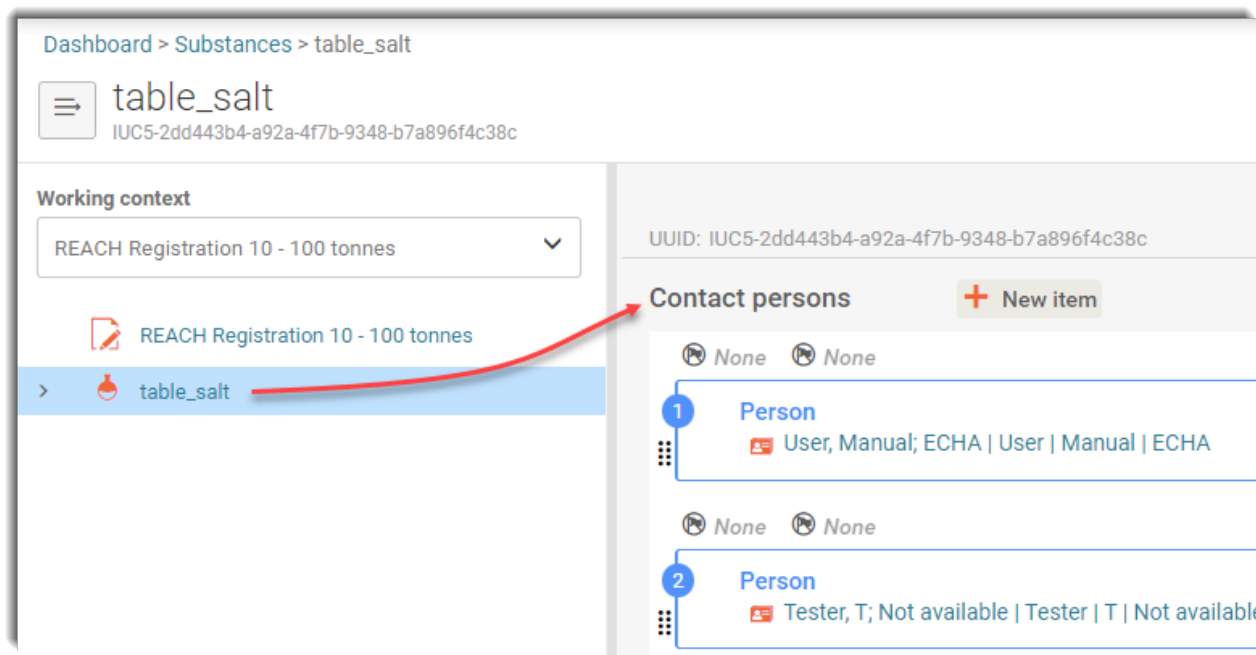 Dashboard > Substances > table_salt
table_salt
IUC5-2dd443b4-a92a-4f7b-9348-b7a896f4c38c
Working context
REACH Registration 10 - 100 tonnes
REACH Registration 10 - 100 tonnes
table_salt
UUID: IUC5-2dd443b4-a92a-4f7b-9348-b7a896f4c38c
Contact persons
New item
None None
1 Person
User, Manual; ECHA | User | Manual | ECHA
None None
2 Person
Tester, T; Not available | Tester | T | Not available